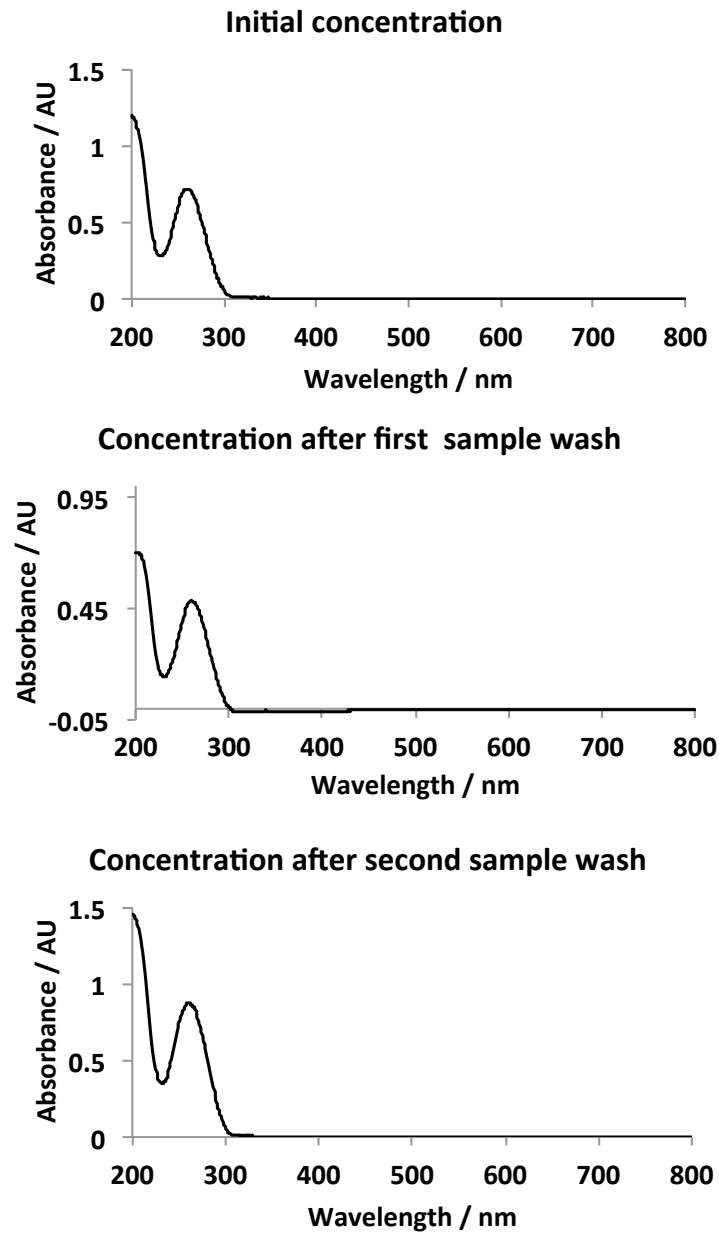 Initial concentration
Absorbance / AU
1.5
1
0.5
0
200 300 400 500 600 700 800
Wavelength / nm
Concentration after first sample wash
Absorbance / AU
0.95
0.45
-0.05
200 300 400 500 600 700 800
Wavelength / nm
Concentration after second sample wash
Absorbance / AU
1.5
1
0.5
0
200 300 400 500 600 700 800
Wavelength / nm